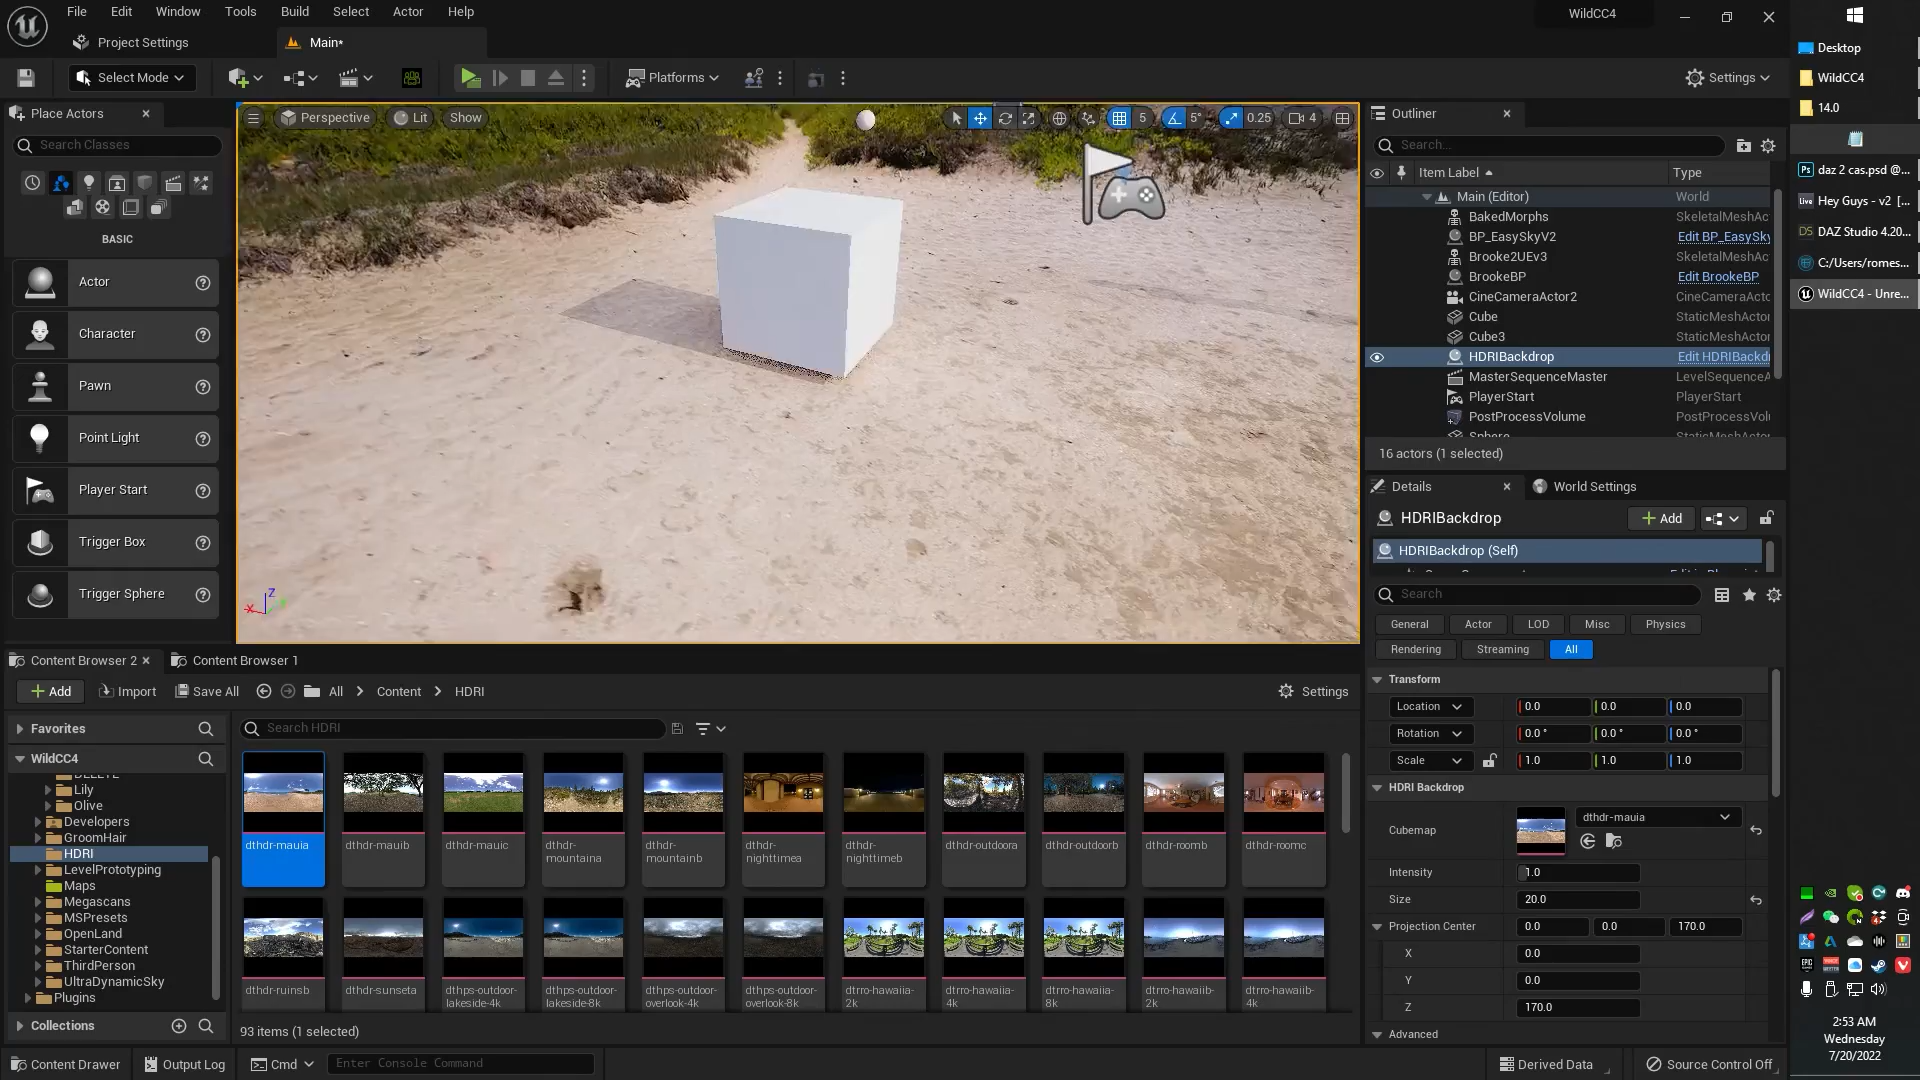 File Edit Window Tools Build Select Actor Help
WildCC4
Project Settings
Main*
Select Mode
Platforms
Settings
Place Actors
Search Classes
BASIC
Actor
Character
Pawn
Point Light
Player Start
Trigger Box
Trigger Sphere
Perspective
Lit
Show
5
5°
0.25
4
Outliner
Search...
Item Label
Type
Main (Editor) World
BakedMorphs SkeletalMeshAc
BP_EasySkyV2 Edit BP_EasySky
Brooke2UEv3 SkeletalMeshAc
BrookeBP Edit BrookeBP
CineCameraActor2 CineCameraActo
Cube StaticMeshActor
Cube3 StaticMeshActor
HDRIBackdrop Edit HDRIBackd
MasterSequenceMaster LevelSequenceA
PlayerStart PlayerStart
PostProcessVolume PostProcessVol
16 actors (1 selected)
Details
World Settings
HDRIBackdrop
Add
HDRIBackdrop (Self)
Search
General Actor LOD Misc Physics
Rendering Streaming All
Transform
Location 0.0 0.0 0.0
Rotation 0.0 ° 0.0 ° 0.0 °
Scale 1.0 1.0 1.0
HDRI Backdrop
Cubemap dthdr-mauia
Intensity 1.0
Size 20.0
Projection Center 0.0 0.0 170.0
X 0.0
Y 0.0
Z 170.0
Advanced
Content Browser 2
Content Browser 1
Add Import Save All All Content HDRI
Settings
Favorites
WildCC4
Lily
Olive
Developers
GroomHair
HDRI
LevelPrototyping
Maps
Megascans
MSPresets
OpenLand
StarterContent
ThirdPerson
UltraDynamicSky
Plugins
Collections
Search HDRI
dthdr-mauia
dthdr-mauib
dthdr-mauic
dthdr-
mountaina
dthdr-
mountainb
dthdr-
nighttimea
dthdr-
nighttimeb
dthdr-outdoora
dthdr-outdoorb
dthdr-roomb
dthdr-roomc
dthdr-ruinsb
dthdr-sunseta
dthps-outdoor-
lakeside-4k
dthps-outdoor-
lakeside-8k
dthps-outdoor-
overlook-4k
dthps-outdoor-
overlook-8k
dtrro-hawaiia-
2k
dtrro-hawaiia-
4k
dtrro-hawaiia-
8k
dtrro-hawaiib-
2k
dtrro-hawaiib-
4k
93 items (1 selected)
Content Drawer
Output Log
Cmd
Enter Console Command
Derived Data
Source Control Off
Desktop
WildCC4
14.0
daz 2 cas.psd @...
Hey Guys - v2 [...
DAZ Studio 4.20...
C:/Users/romes...
WildCC4 - Unre...
2:53 AM
Wednesday
7/20/2022